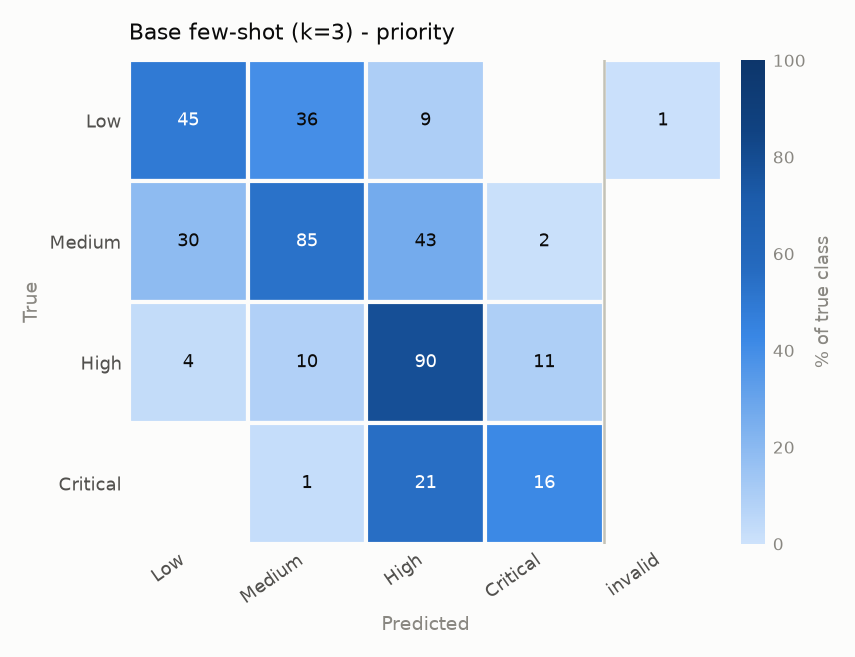 Base few-shot (k=3) - priority
Low 45 36 9 1
Medium 30 85 43 2
High 4 10 90 11
Critical 1 21 16
Low Medium High Critical invalid
Predicted
True
100
80
60
40
20
0
% of true class